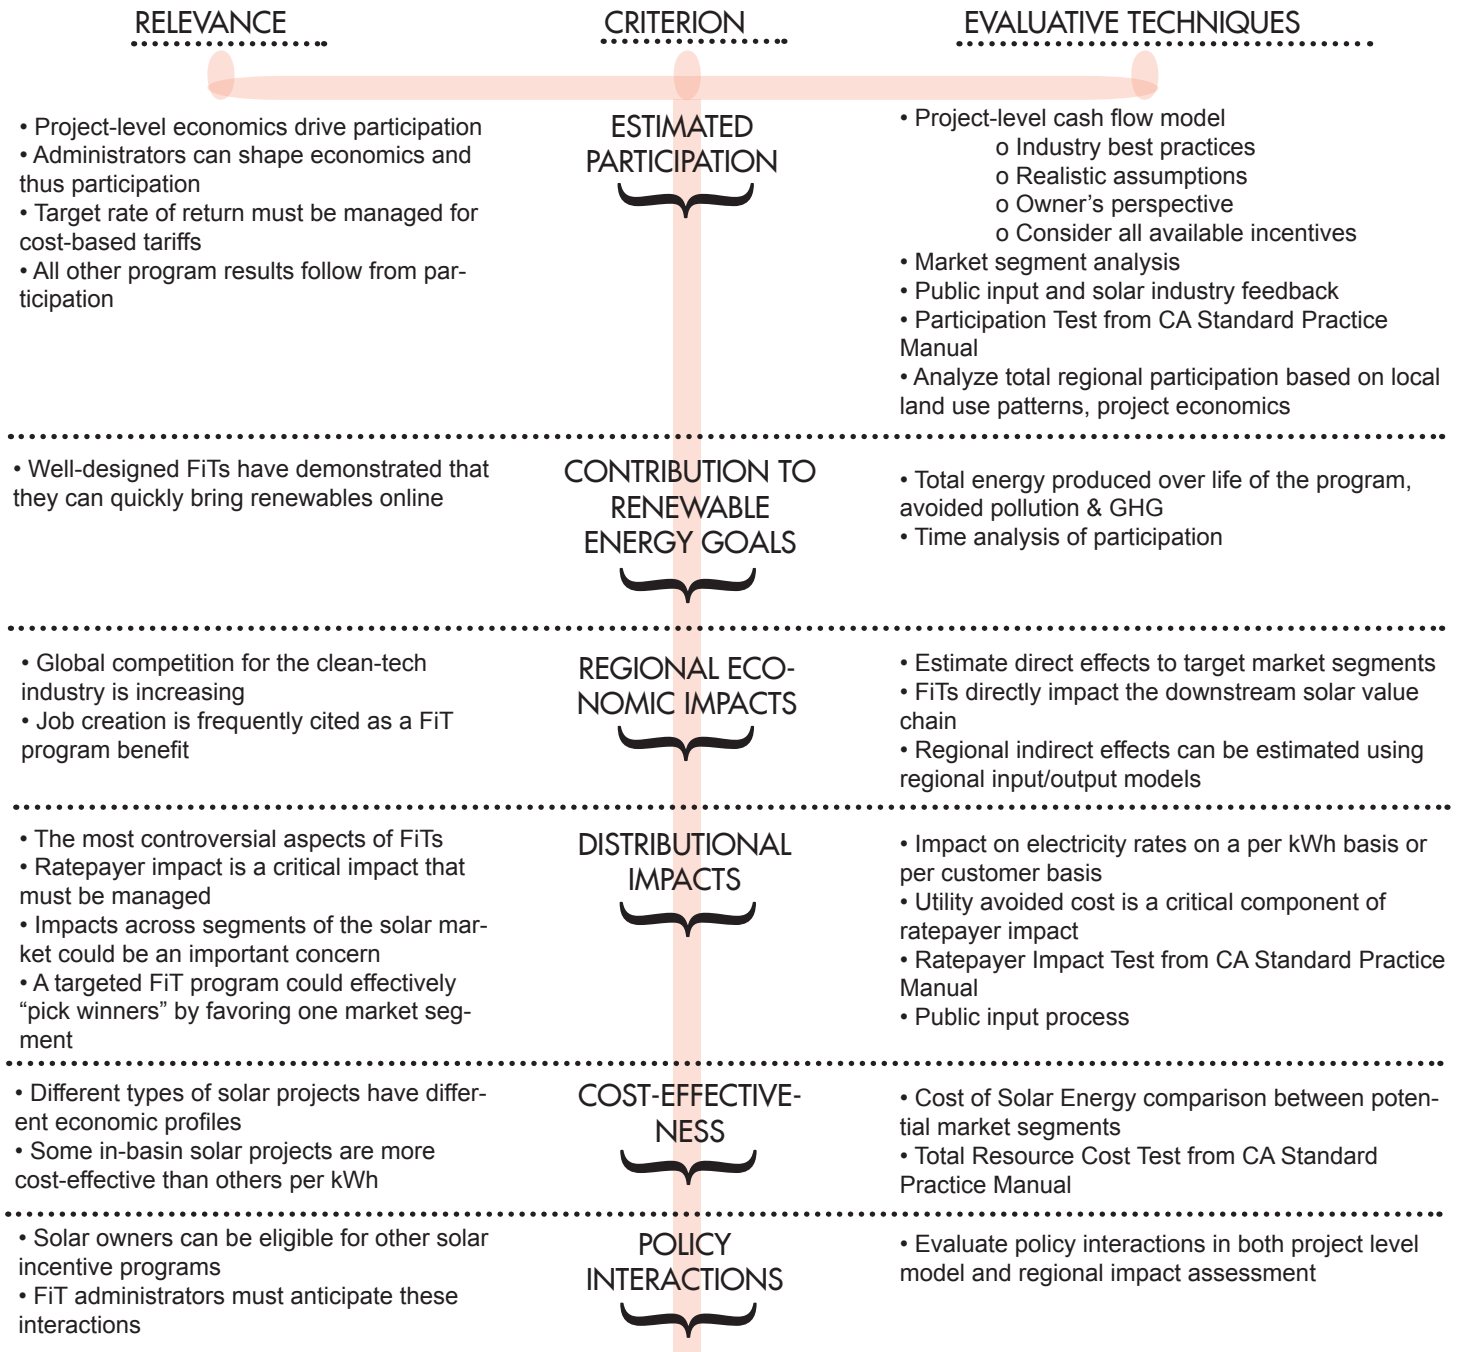 RELEVANCE
CRITERION
EVALUATIVE TECHNIQUES
• Project-level economics drive participation
• Administrators can shape economics and
thus participation
• Target rate of return must be managed for
cost-based tariffs
• All other program results follow from par-
ticipation
ESTIMATED
PARTICIPATION
• Project-level cash flow model
o Industry best practices
o Realistic assumptions
o Owner's perspective
o Consider all available incentives
• Market segment analysis
• Public input and solar industry feedback
• Participation Test from CA Standard Practice
Manual
• Analyze total regional participation based on local
land use patterns, project economics
• Well-designed FiTs have demonstrated that
they can quickly bring renewables online
CONTRIBUTION TO
RENEWABLE
ENERGY GOALS
• Total energy produced over life of the program,
avoided pollution & GHG
• Time analysis of participation
• Global competition for the clean-tech
industry is increasing
• Job creation is frequently cited as a FiT
program benefit
REGIONAL ECO-
NOMIC IMPACTS
• Estimate direct effects to target market segments
• FiTs directly impact the downstream solar value
chain
• Regional indirect effects can be estimated using
regional input/output models
• The most controversial aspects of FiTs
• Ratepayer impact is a critical impact that
must be managed
• Impacts across segments of the solar mar-
ket could be an important concern
• A targeted FiT program could effectively
“pick winners” by favoring one market seg-
ment
DISTRIBUTIONAL
IMPACTS
• Impact on electricity rates on a per kWh basis or
per customer basis
• Utility avoided cost is a critical component of
ratepayer impact
• Ratepayer Impact Test from CA Standard Practice
Manual
• Public input process
• Different types of solar projects have differ-
ent economic profiles
• Some in-basin solar projects are more
cost-effective than others per kWh
COST-EFFECTIVE-
NESS
• Cost of Solar Energy comparison between poten-
tial market segments
• Total Resource Cost Test from CA Standard
Practice Manual
• Solar owners can be eligible for other solar
incentive programs
• FiT administrators must anticipate these
interactions
POLICY
INTERACTIONS
• Evaluate policy interactions in both project level
model and regional impact assessment